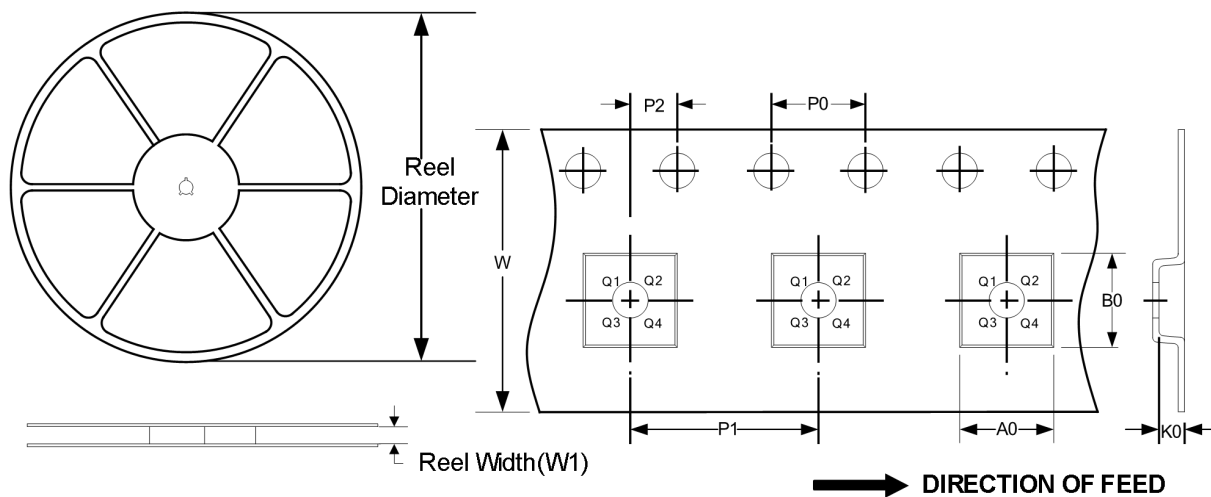 P2
P0
Reel
Diameter
W
Q1 Q2
Q3 Q4
Q1 Q2
Q3 Q4
Q1 Q2
Q3 Q4
B0
P1
A0
K0
Reel Width(W1)
DIRECTION OF FEED